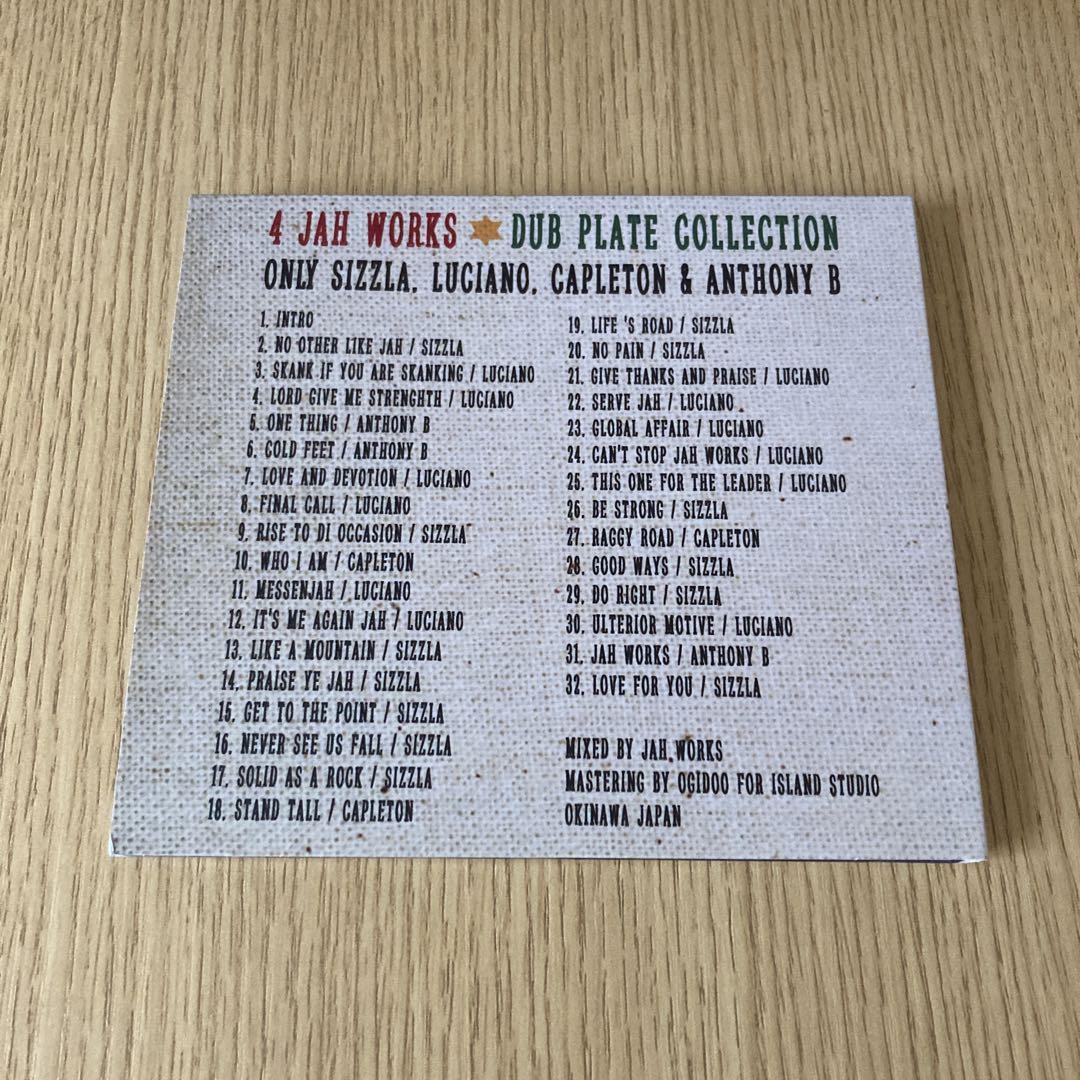 4 JAH WORKS ✡ DUB PLATE COLLECTION
ONLY SIZZLA, LUCIANO, CAPLETON & ANTHONY B
1. INTRO
2. NO OTHER LIKE JAH / SIZZLA
3. SKANK IF YOU ARE SKANKING / LUCIANO
4. LORD GIVE ME STRENGHTH / LUCIANO
5. ONE THING / ANTHONY B
6. COLD FEET / ANTHONY B
7. LOVE AND DEVOTION / LUCIANO
8. FINAL CALL / LUCIANO
9. RISE TO DI OCCASION / SIZZLA
10. WHO I AM / CAPLETON
11. MESSENJAH / LUCIANO
12. IT'S ME AGAIN JAH / LUCIANO
13. LIKE A MOUNTAIN / SIZZLA
14. PRAISE YE JAH / SIZZLA
15. GET TO THE POINT / SIZZLA
16. NEVER SEE US FALL / SIZZLA
17. SOLID AS A ROCK / SIZZLA
18. STAND TALL / CAPLETON
19. LIFE 'S ROAD / SIZZLA
20. NO PAIN / SIZZLA
21. GIVE THANKS AND PRAISE / LUCIANO
22. SERVE JAH / LUCIANO
23. GLOBAL AFFAIR / LUCIANO
24. CAN'T STOP JAH WORKS / LUCIANO
25. THIS ONE FOR THE LEADER / LUCIANO
26. BE STRONG / SIZZLA
27. RAGGY ROAD / CAPLETON
28. GOOD WAYS / SIZZLA
29. DO RIGHT / SIZZLA
30. ULTERIOR MOTIVE / LUCIANO
31. JAH WORKS / ANTHONY B
32. LOVE FOR YOU / SIZZLA
MIXED BY JAH WORKS
MASTERING BY OGIDOO FOR ISLAND STUDIO
OKINAWA JAPAN